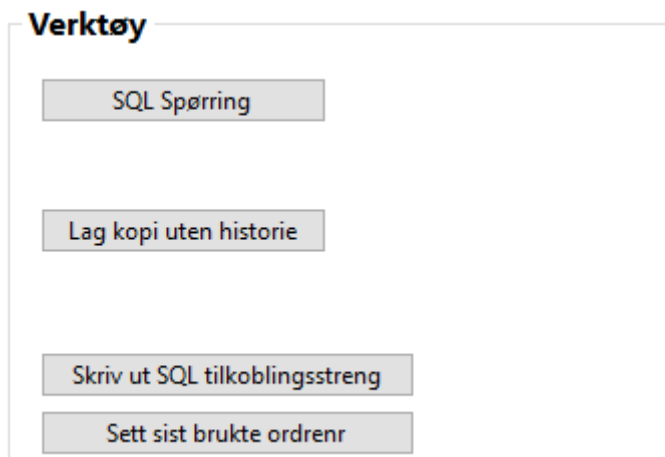 Verktøy
SQL Spørring
Lag kopi uten historie
Skriv ut SQL tilkoblingsstreng
Sett sist brukte ordrenr